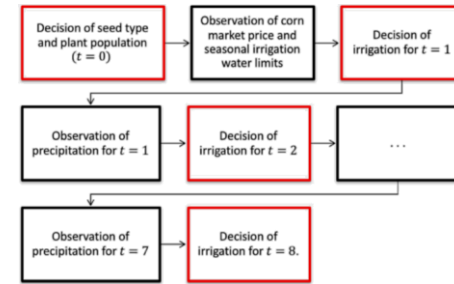 Decision of seed type
and plant population
(t = 0)
Observation of corn
market price and
seasonal irrigation
water limits
Decision of
irrigation for t = 1
Observation of
precipitation for t = 1
Decision of
irrigation for t = 2
...
Observation of
precipitation for t = 7
Decision of
irrigation for t = 8.